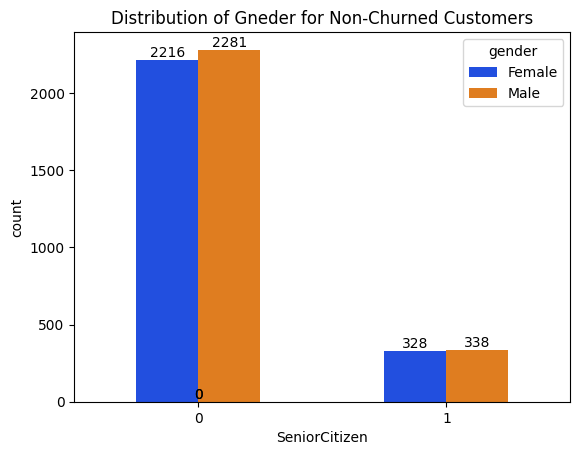 Distribution of Gneder for Non-Churned Customers
gender
Female
Male
2216 2281
328 338
0
count
2000
1500
1000
500
0
0 1
SeniorCitizen